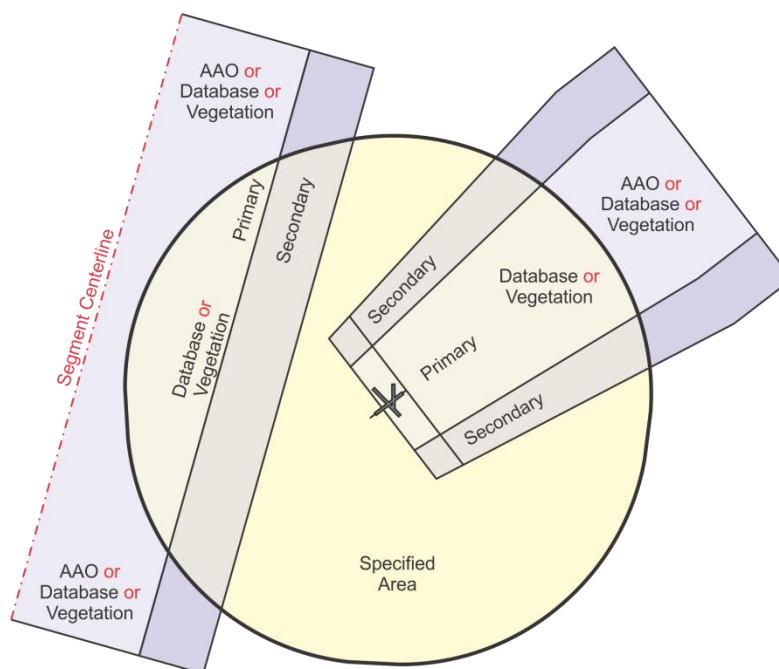 AAO or
Database or
Vegetation
Primary
Secondary
Segment Centerline
Database or
Vegetation
AAO or
Database or
Vegetation
Secondary
Database or
Vegetation
Primary
Secondary
AAO or
Database or
Vegetation
Specified
Area